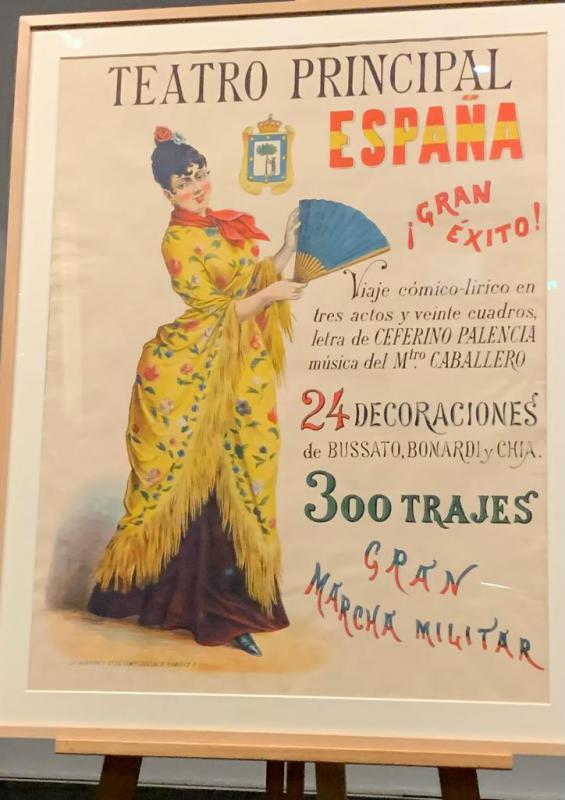 TEATRO PRINCIPAL
ESPAÑA
¡GRAN
ÉXITO!
Viaje cómico-lírico en
tres actos y veinte cuadros,
letra de CEFERINO PALENCIA
música del Mtro CABALLERO
24 DECORACIONES
de BUSSATO, BONARDI y CHIA.
300 TRAJES
GRAN
MARCHA MILITAR